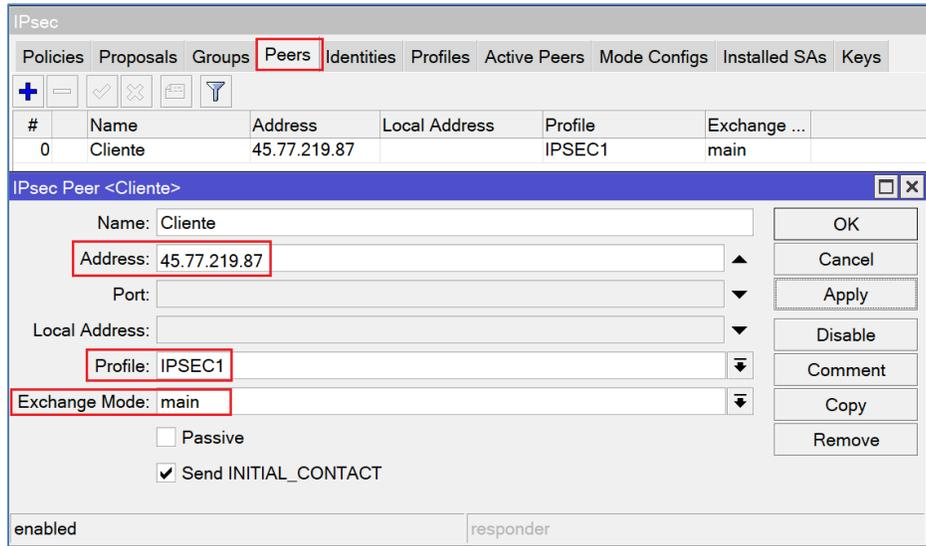 IPsec
Policies Proposals Groups Peers Identities Profiles Active Peers Mode Configs Installed SAs Keys
# Name Address Local Address Profile Exchange ...
0 Cliente 45.77.219.87 IPSEC1 main
IPsec Peer <Cliente>
Name: Cliente
OK
Address: 45.77.219.87
Cancel
Port:
Apply
Local Address:
Disable
Profile: IPSEC1
Comment
Exchange Mode: main
Copy
Passive
Remove
Send INITIAL_CONTACT
enabled responder